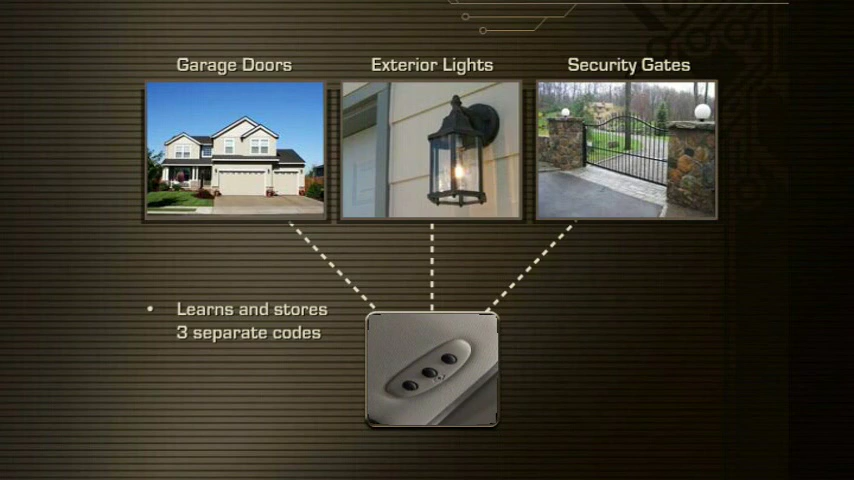 Garage Doors
Exterior Lights
Security Gates
• Learns and stores
3 separate codes